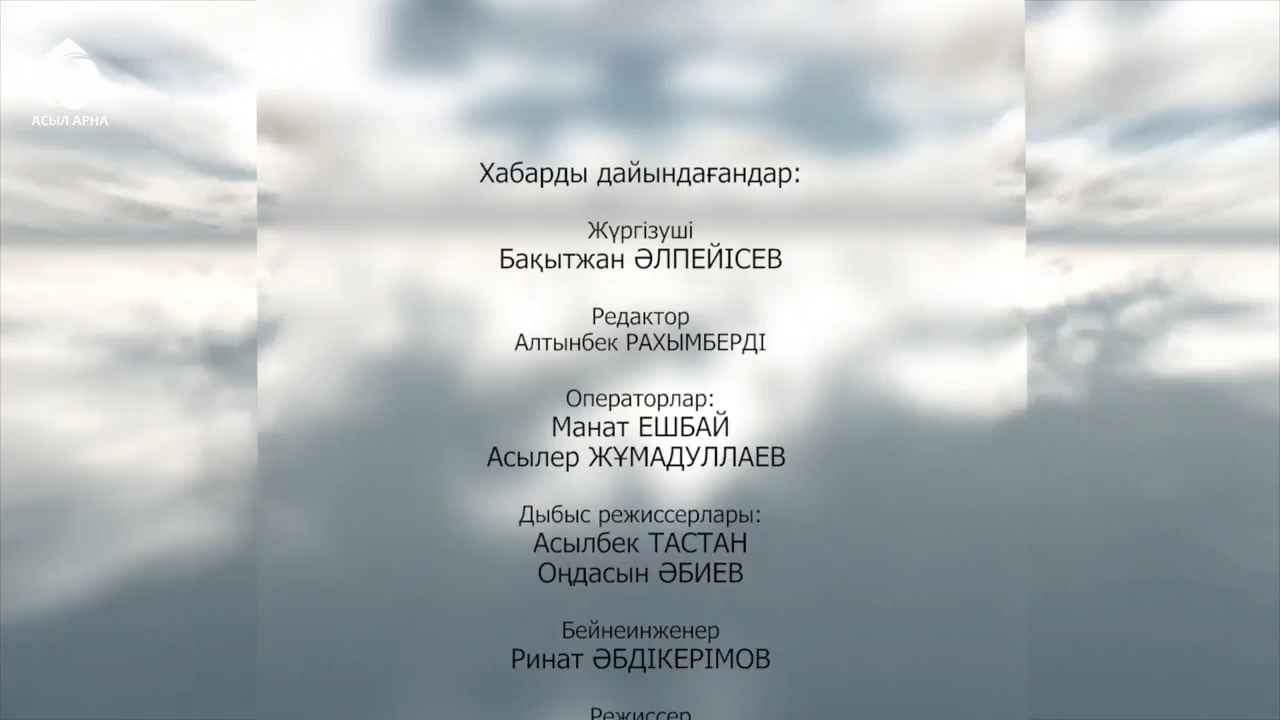 АСЫЛ АРНА
Хабарды дайындағандар:
Жүргізуші
Бақытжан ӘЛПЕЙІСЕВ
Редактор
Алтынбек РАХЫМБЕРДІ
Операторлар:
Манат ЕШБАЙ
Асылер ЖҰМАДУЛЛАЕВ
Дыбыс режиссерлары:
Асылбек ТАСТАН
Оңдасын ӘБИЕВ
Бейнеинженер
Ринат ӘБДІКЕРІМОВ
Режиссер